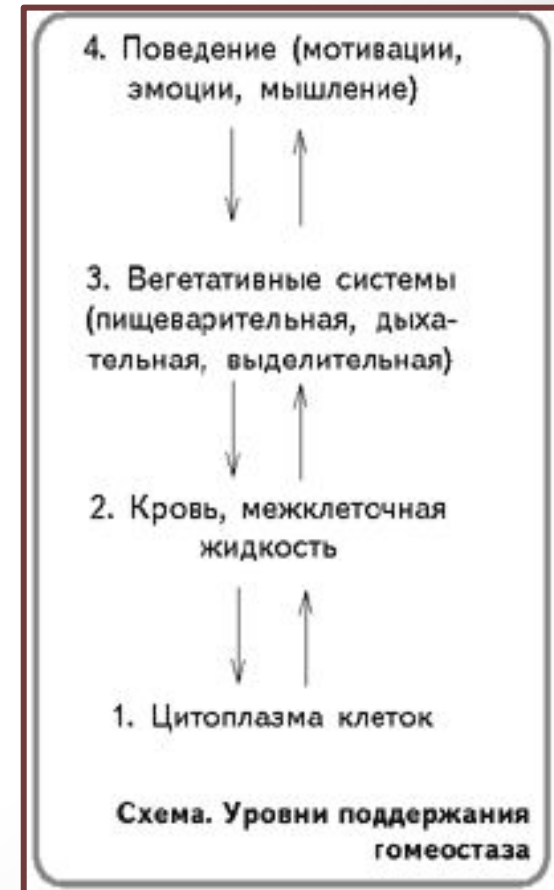 4. Поведение (мотивации,
эмоции, мышление)
3. Вегетативные системы
(пищеварительная, дыха-
тельная, выделительная)
2. Кровь, межклеточная
жидкость
1. Цитоплазма клеток
Схема. Уровни поддержания
гомеостаза